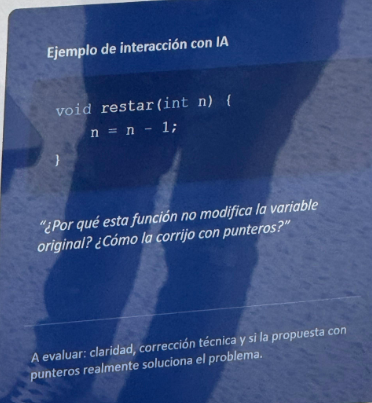 Ejemplo de interacción con IA
void restar(int n) {
n = n - 1;
}
"¿Por qué esta función no modifica la variable
original? ¿Cómo la corrijo con punteros?"
A evaluar: claridad, corrección técnica y si la propuesta con
punteros realmente soluciona el problema.